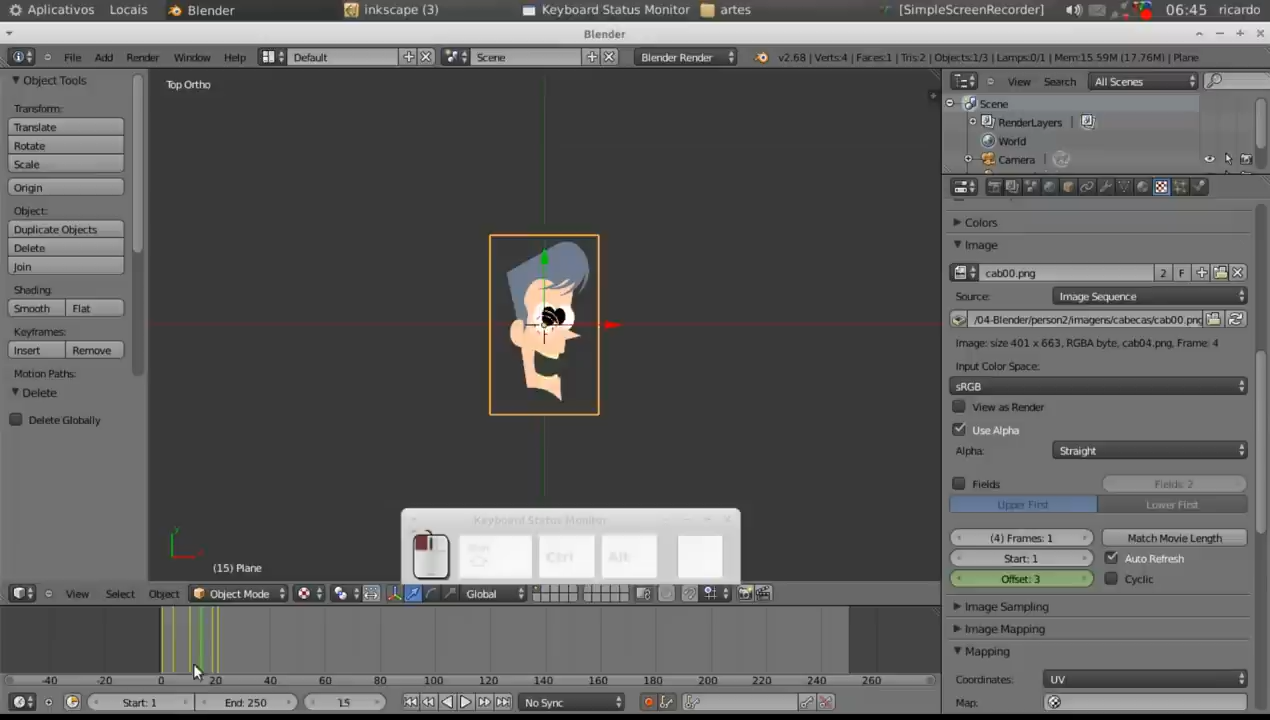 Aplicativos Locais Blender inkscape (3) Keyboard Status Monitor artes [SimpleScreenRecorder] 06:45 ricardo
Blender
File Add Render Window Help Default Scene Blender Render v2.68 | Verts:4 | Faces:1 | Tris:2 | Objects:1/3 | Lamps:0/1 | Mem:15.59M (17.76M) | Plane
Object Tools
Transform:
Translate
Rotate
Scale
Origin
Object:
Duplicate Objects
Delete
Join
Shading:
Smooth Flat
Keyframes:
Insert Remove
Motion Paths:
Delete
Delete Globally
Top Ortho
(15) Plane
Keyboard Status Monitor
Shift Ctrl Alt
View Search All Scenes
Scene
RenderLayers
World
Camera
Colors
Image
cab00.png 2 F
Source: Image Sequence
/04-Blender/person2/imagens/cabecas/cab00.png
Image: size 401 x 663, RGBA byte, cab04.png, Frame: 4
Input Color Space:
sRGB
View as Render
Use Alpha
Alpha: Straight
Fields Fields: 2
Upper First Lower First
(4) Frames: 1 Match Movie Length
Start: 1 Auto Refresh
Offset: 3 Cyclic
Image Sampling
Image Mapping
Mapping
Coordinates: UV
Map:
View Select Object Object Mode Global
-40 -20 0 20 40 60 80 100 120 140 160 180 200 220 240 260
Start: 1 End: 250 15 No Sync